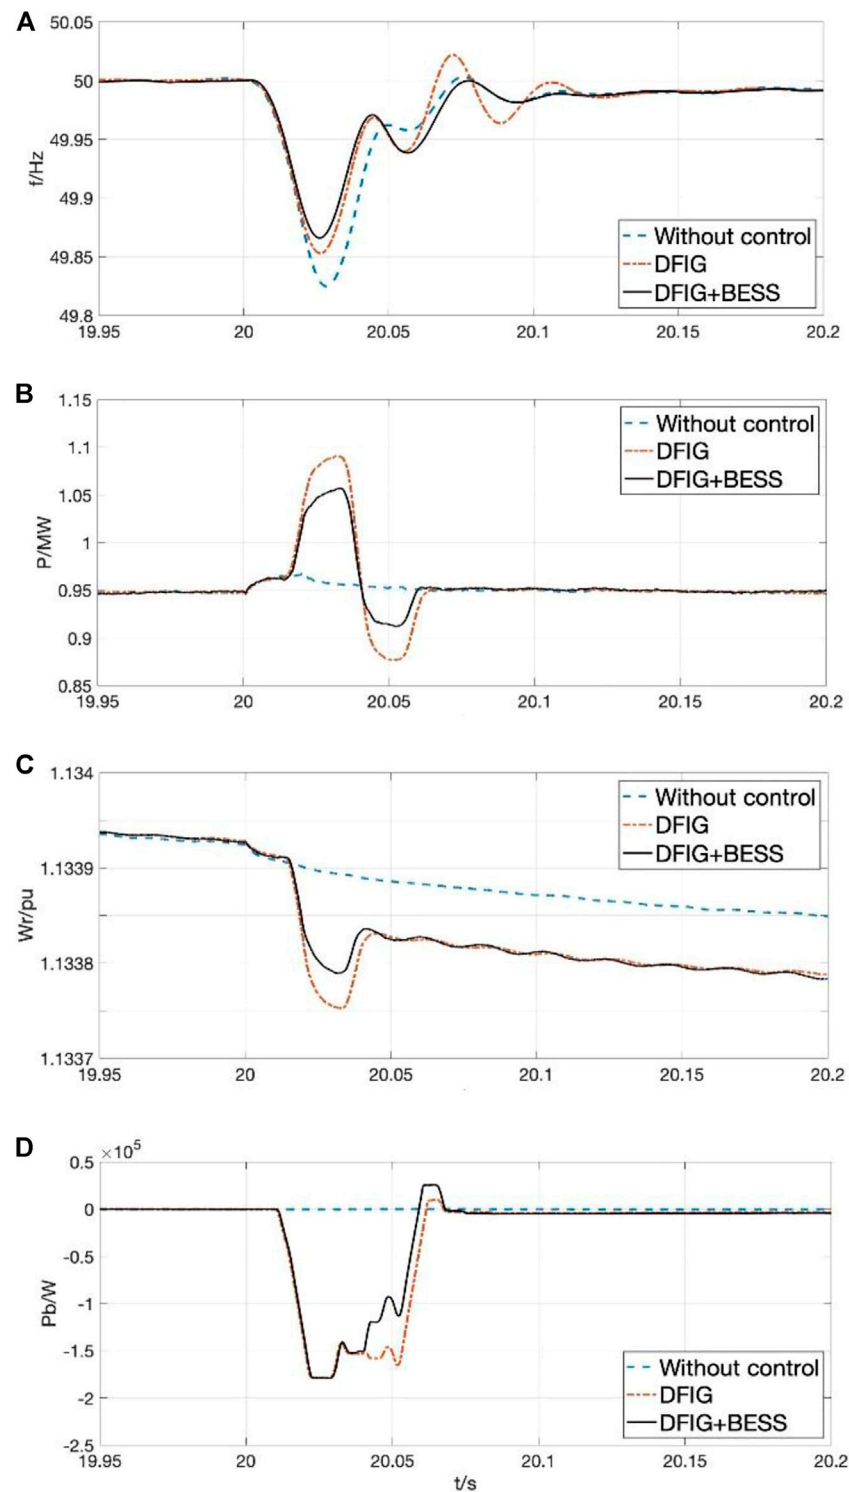 A
50.05
50
49.95
49.9
49.85
49.8
f/Hz
Without control
DFIG
DFIG+BESS
19.95 20 20.05 20.1 20.15 20.2
B
1.15
1.1
1.05
1
0.95
0.9
0.85
P/MW
Without control
DFIG
DFIG+BESS
19.95 20 20.05 20.1 20.15 20.2
C
1.134
1.1339
1.1338
1.1337
Wr/pu
Without control
DFIG
DFIG+BESS
19.95 20 20.05 20.1 20.15 20.2
D
×10⁵
0.5
0
-0.5
-1
-1.5
-2
-2.5
Pb/W
Without control
DFIG
DFIG+BESS
19.95 20 20.05 20.1 20.15 20.2
t/s